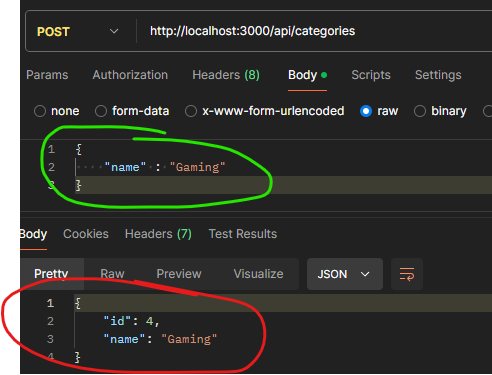 POST http://localhost:3000/api/categories
Params Authorization Headers (8) Body Scripts Settings
none form-data x-www-form-urlencoded raw binary
1 {
2 "name" : "Gaming"
3 }
Body Cookies Headers (7) Test Results
Pretty Raw Preview Visualize JSON
1 {
2 "id": 4,
3 "name": "Gaming"
4 }